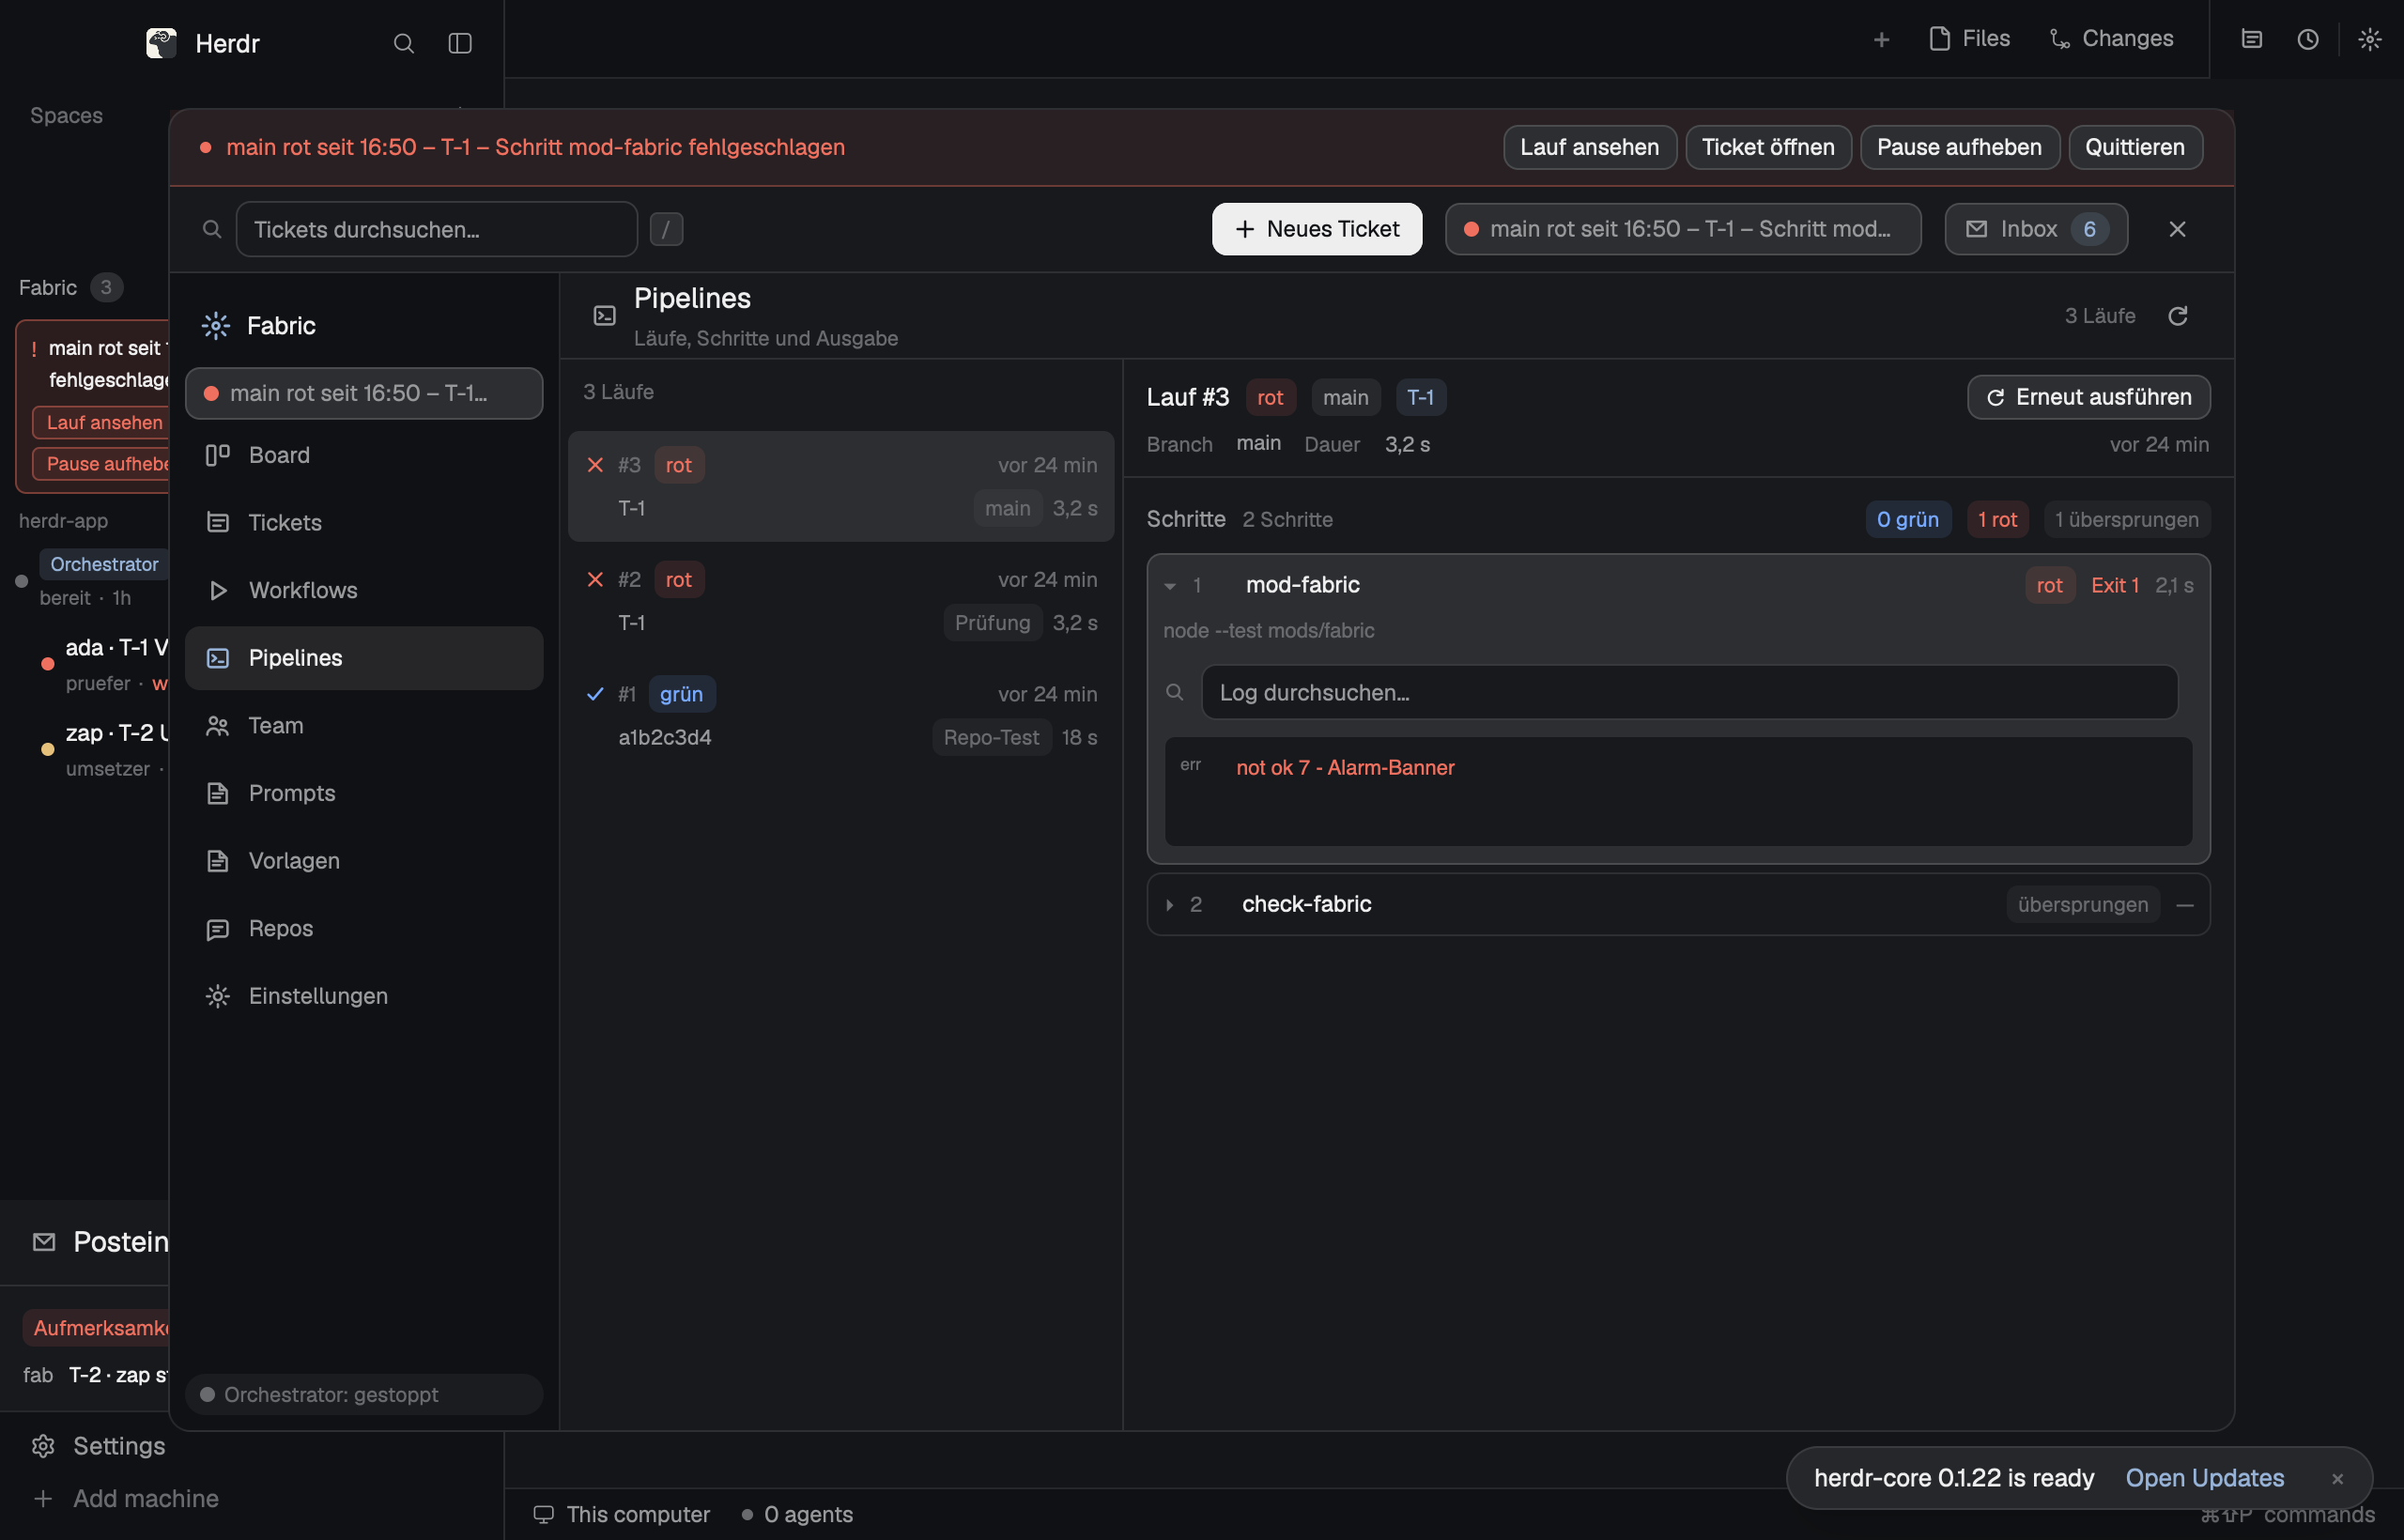 Herdr
+ Files Changes
Spaces
main rot seit 16:50 – T-1 – Schritt mod-fabric fehlgeschlagen
Lauf ansehen Ticket öffnen Pause aufheben Quittieren
Tickets durchsuchen... /
+ Neues Ticket main rot seit 16:50 – T-1 – Schritt mod... Inbox 6
Fabric 3
! main rot seit
fehlgeschlage
Lauf ansehen
Pause aufhebe
herdr-app
Orchestrator
bereit · 1h
ada · T-1 V
pruefer · w
zap · T-2 U
umsetzer ·
Postein
Aufmerksamke
fab T-2 · zap s
Settings
+ Add machine
Fabric
main rot seit 16:50 – T-1...
Board
Tickets
Workflows
Pipelines
Team
Prompts
Vorlagen
Repos
Einstellungen
Orchestrator: gestoppt
Pipelines
Läufe, Schritte und Ausgabe
3 Läufe
3 Läufe
#3 rot vor 24 min
T-1 main 3,2 s
#2 rot vor 24 min
T-1 Prüfung 3,2 s
#1 grün vor 24 min
a1b2c3d4 Repo-Test 18 s
Lauf #3 rot main T-1 Erneut ausführen
Branch main Dauer 3,2 s vor 24 min
Schritte 2 Schritte 0 grün 1 rot 1 übersprungen
1 mod-fabric rot Exit 1 2,1 s
node --test mods/fabric
Log durchsuchen...
err not ok 7 - Alarm-Banner
2 check-fabric übersprungen —
herdr-core 0.1.22 is ready Open Updates ×
This computer 0 agents
⌘⇧P commands